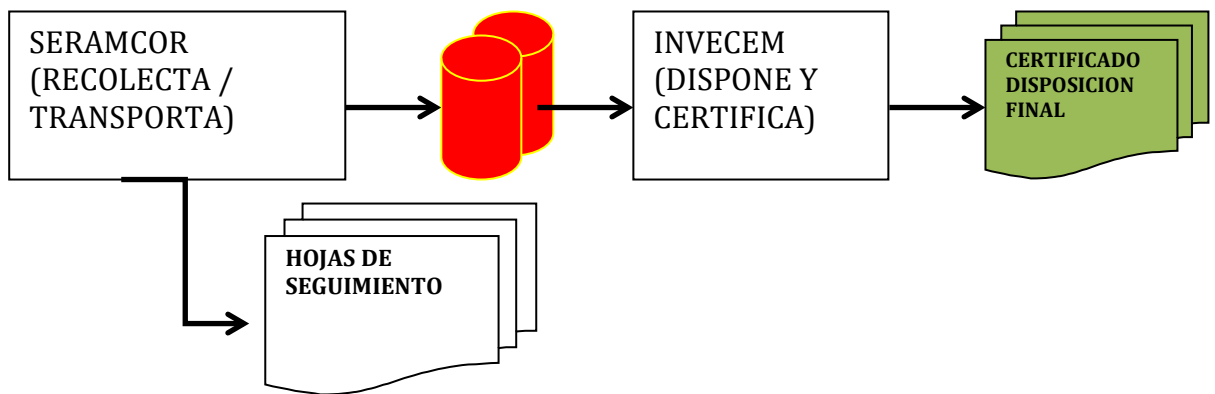 SERAMCOR
(RECOLECTA /
TRANSPORTA)
INVECEM
(DISPONE Y
CERTIFICA)
CERTIFICADO
DISPOSICION
FINAL
HOJAS DE
SEGUIMIENTO